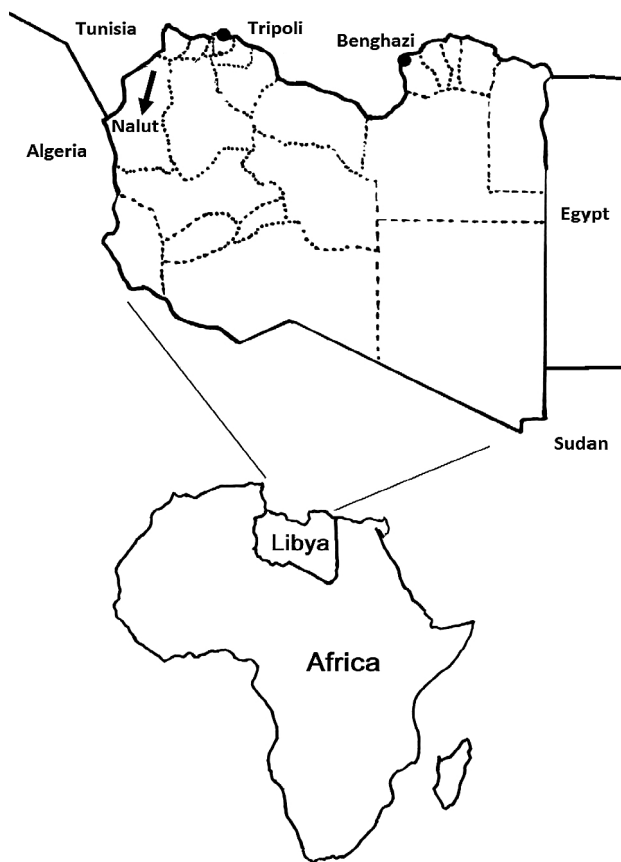 Tunisia
Tripoli
Benghazi
Nalut
Algeria
Egypt
Sudan
Libya
Africa